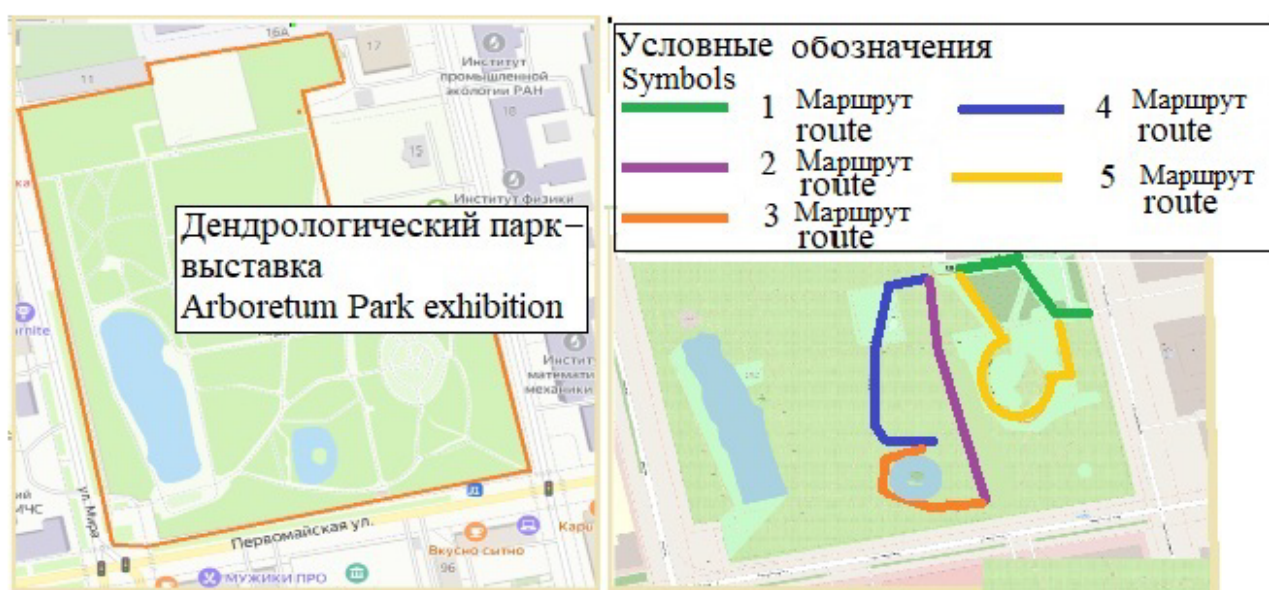 16А
17
11
Институт
промышленной
экологии РАН
18
15
Институт физики
Дендрологический парк–
выставка
Arboretum Park exhibition
Инстит
математ
механики
ул. Мира
Первомайская ул.
МЧС
Вкусно сытно
96
МУЖИКИ ПРО
Условные обозначения
Symbols
1 Маршрут
route
2 Маршрут
route
3 Маршрут
route
4 Маршрут
route
5 Маршрут
route